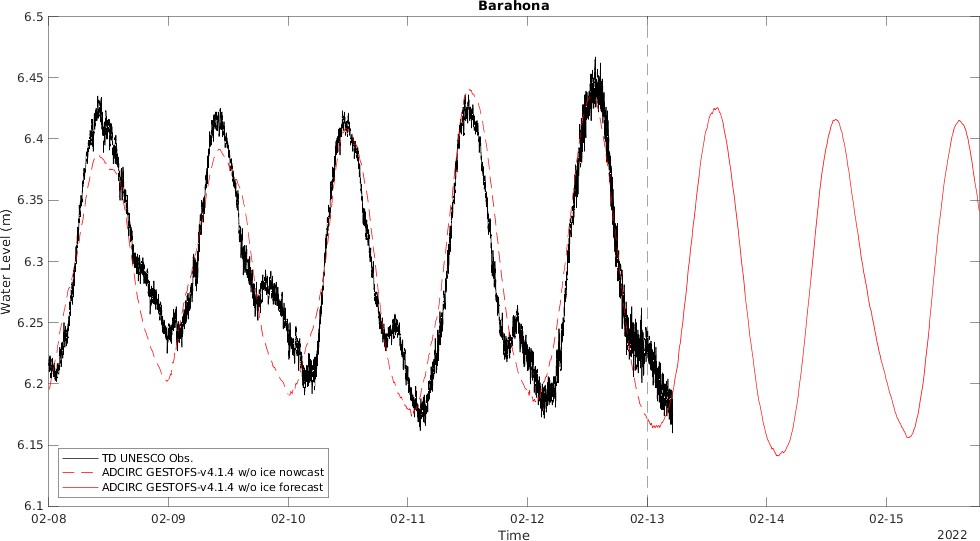 Barahona
6.5
6.45
6.4
6.35
6.3
6.25
6.2
6.15
6.1
Water Level (m)
TD UNESCO Obs.
ADCIRC GESTOFS-v4.1.4 w/o ice nowcast
ADCIRC GESTOFS-v4.1.4 w/o ice forecast
02-08 02-09 02-10 02-11 02-12 02-13 02-14 02-15
Time
2022